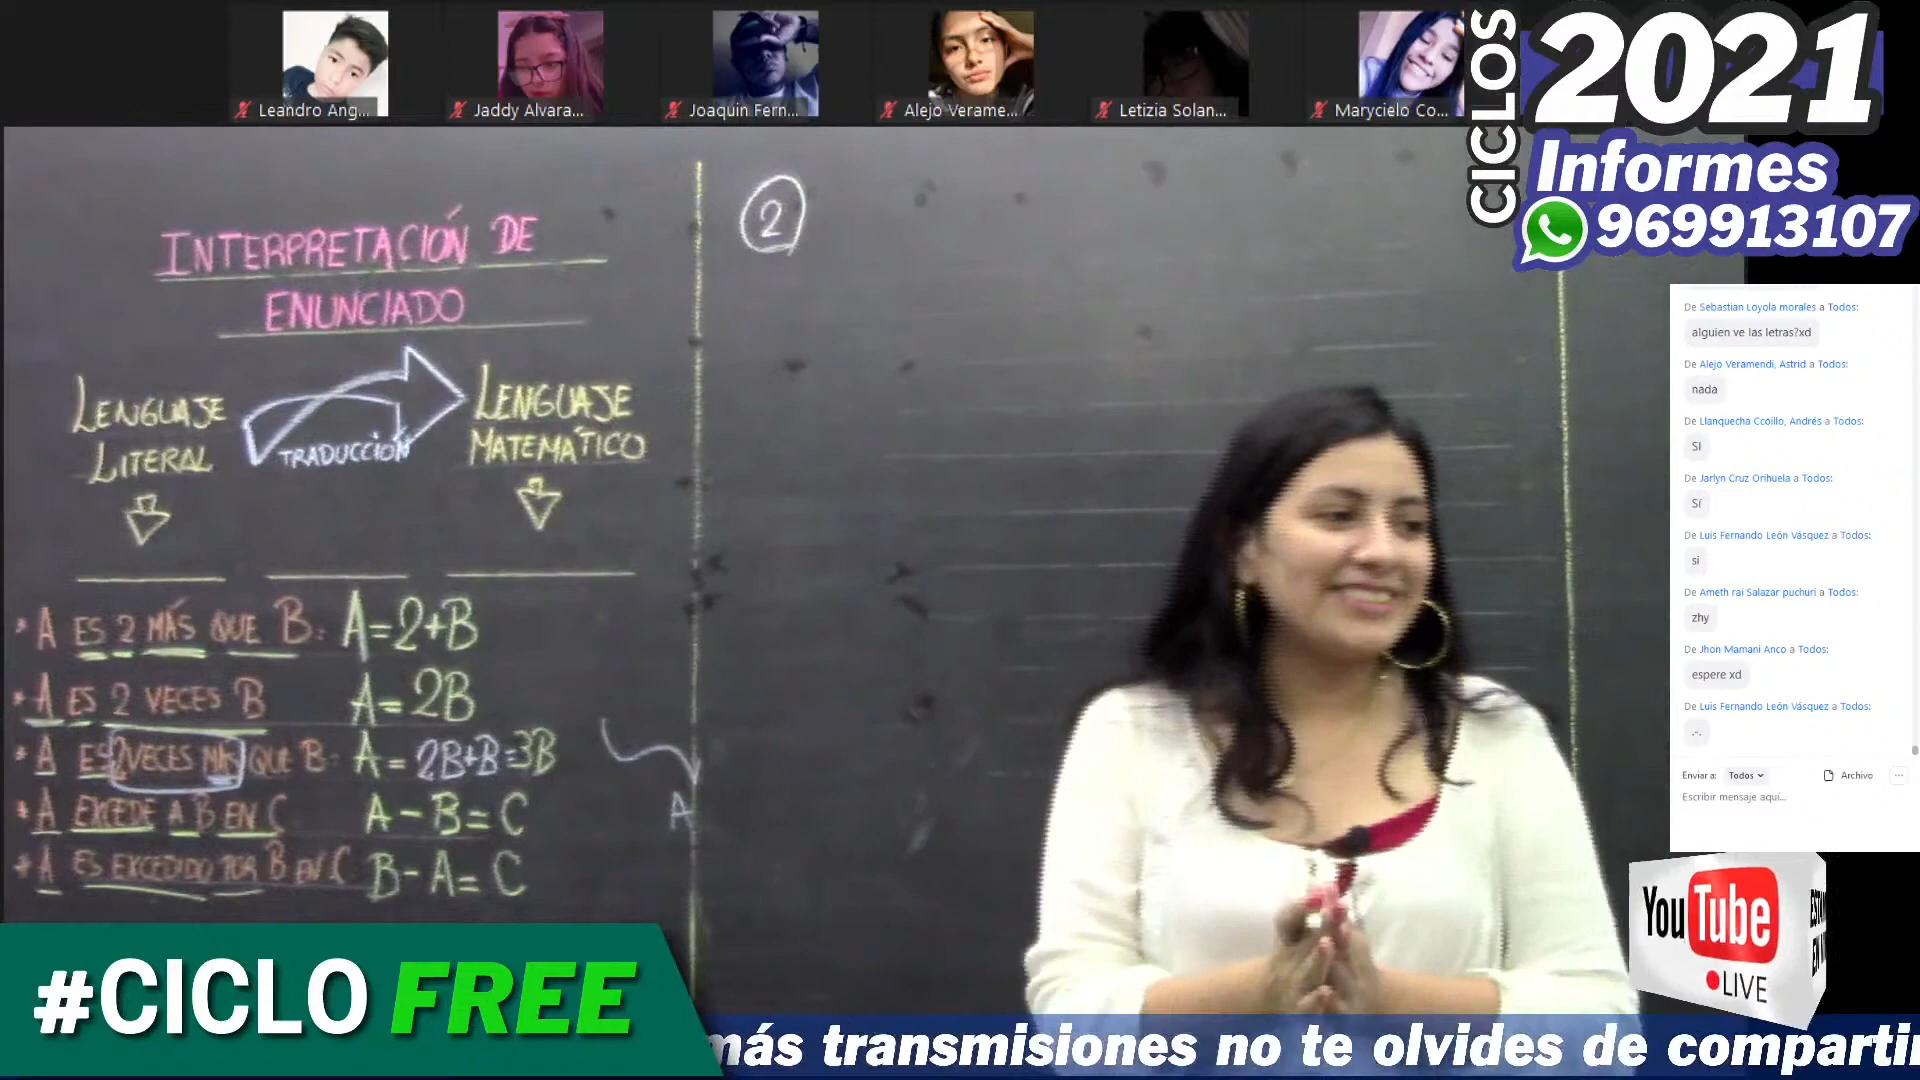 Leandro Ang...
Jaddy Alvara...
Joaquin Fern...
Alejo Verame...
Letizia Solan...
Marycielo Co...
CICLOS
2021
Informes
969913107
INTERPRETACIÓN DE
ENUNCIADO
LENGUAJE
LITERAL
TRADUCCIÓN
LENGUAJE
MATEMÁTICO
* A ES 2 MÁS QUE B: A=2+B
* A ES 2 VECES B A=2B
* A ES 2 VECES MÁS QUE B: A=2B+B=3B
* A EXCEDE A B EN C A-B=C
* A ES EXCEDIDO POR B EN C B-A=C
A
2
De Sebastian Loyola morales a Todos:
alguien ve las letras?xd
De Alejo Veramendi, Astrid a Todos:
nada
De Llanquecha Ccoillo, Andrés a Todos:
SI
De Jarlyn Cruz Orihuela a Todos:
Sí
De Luis Fernando León Vásquez a Todos:
si
De Ameth rai Salazar puchuri a Todos:
zhy
De Jhon Mamani Anco a Todos:
espere xd
De Luis Fernando León Vásquez a Todos:
.-.
Enviar a: Todos
Archivo
...
Escribir mensaje aquí...
YouTube
LIVE
#CICLO FREE
más transmisiones no te olvides de comparti